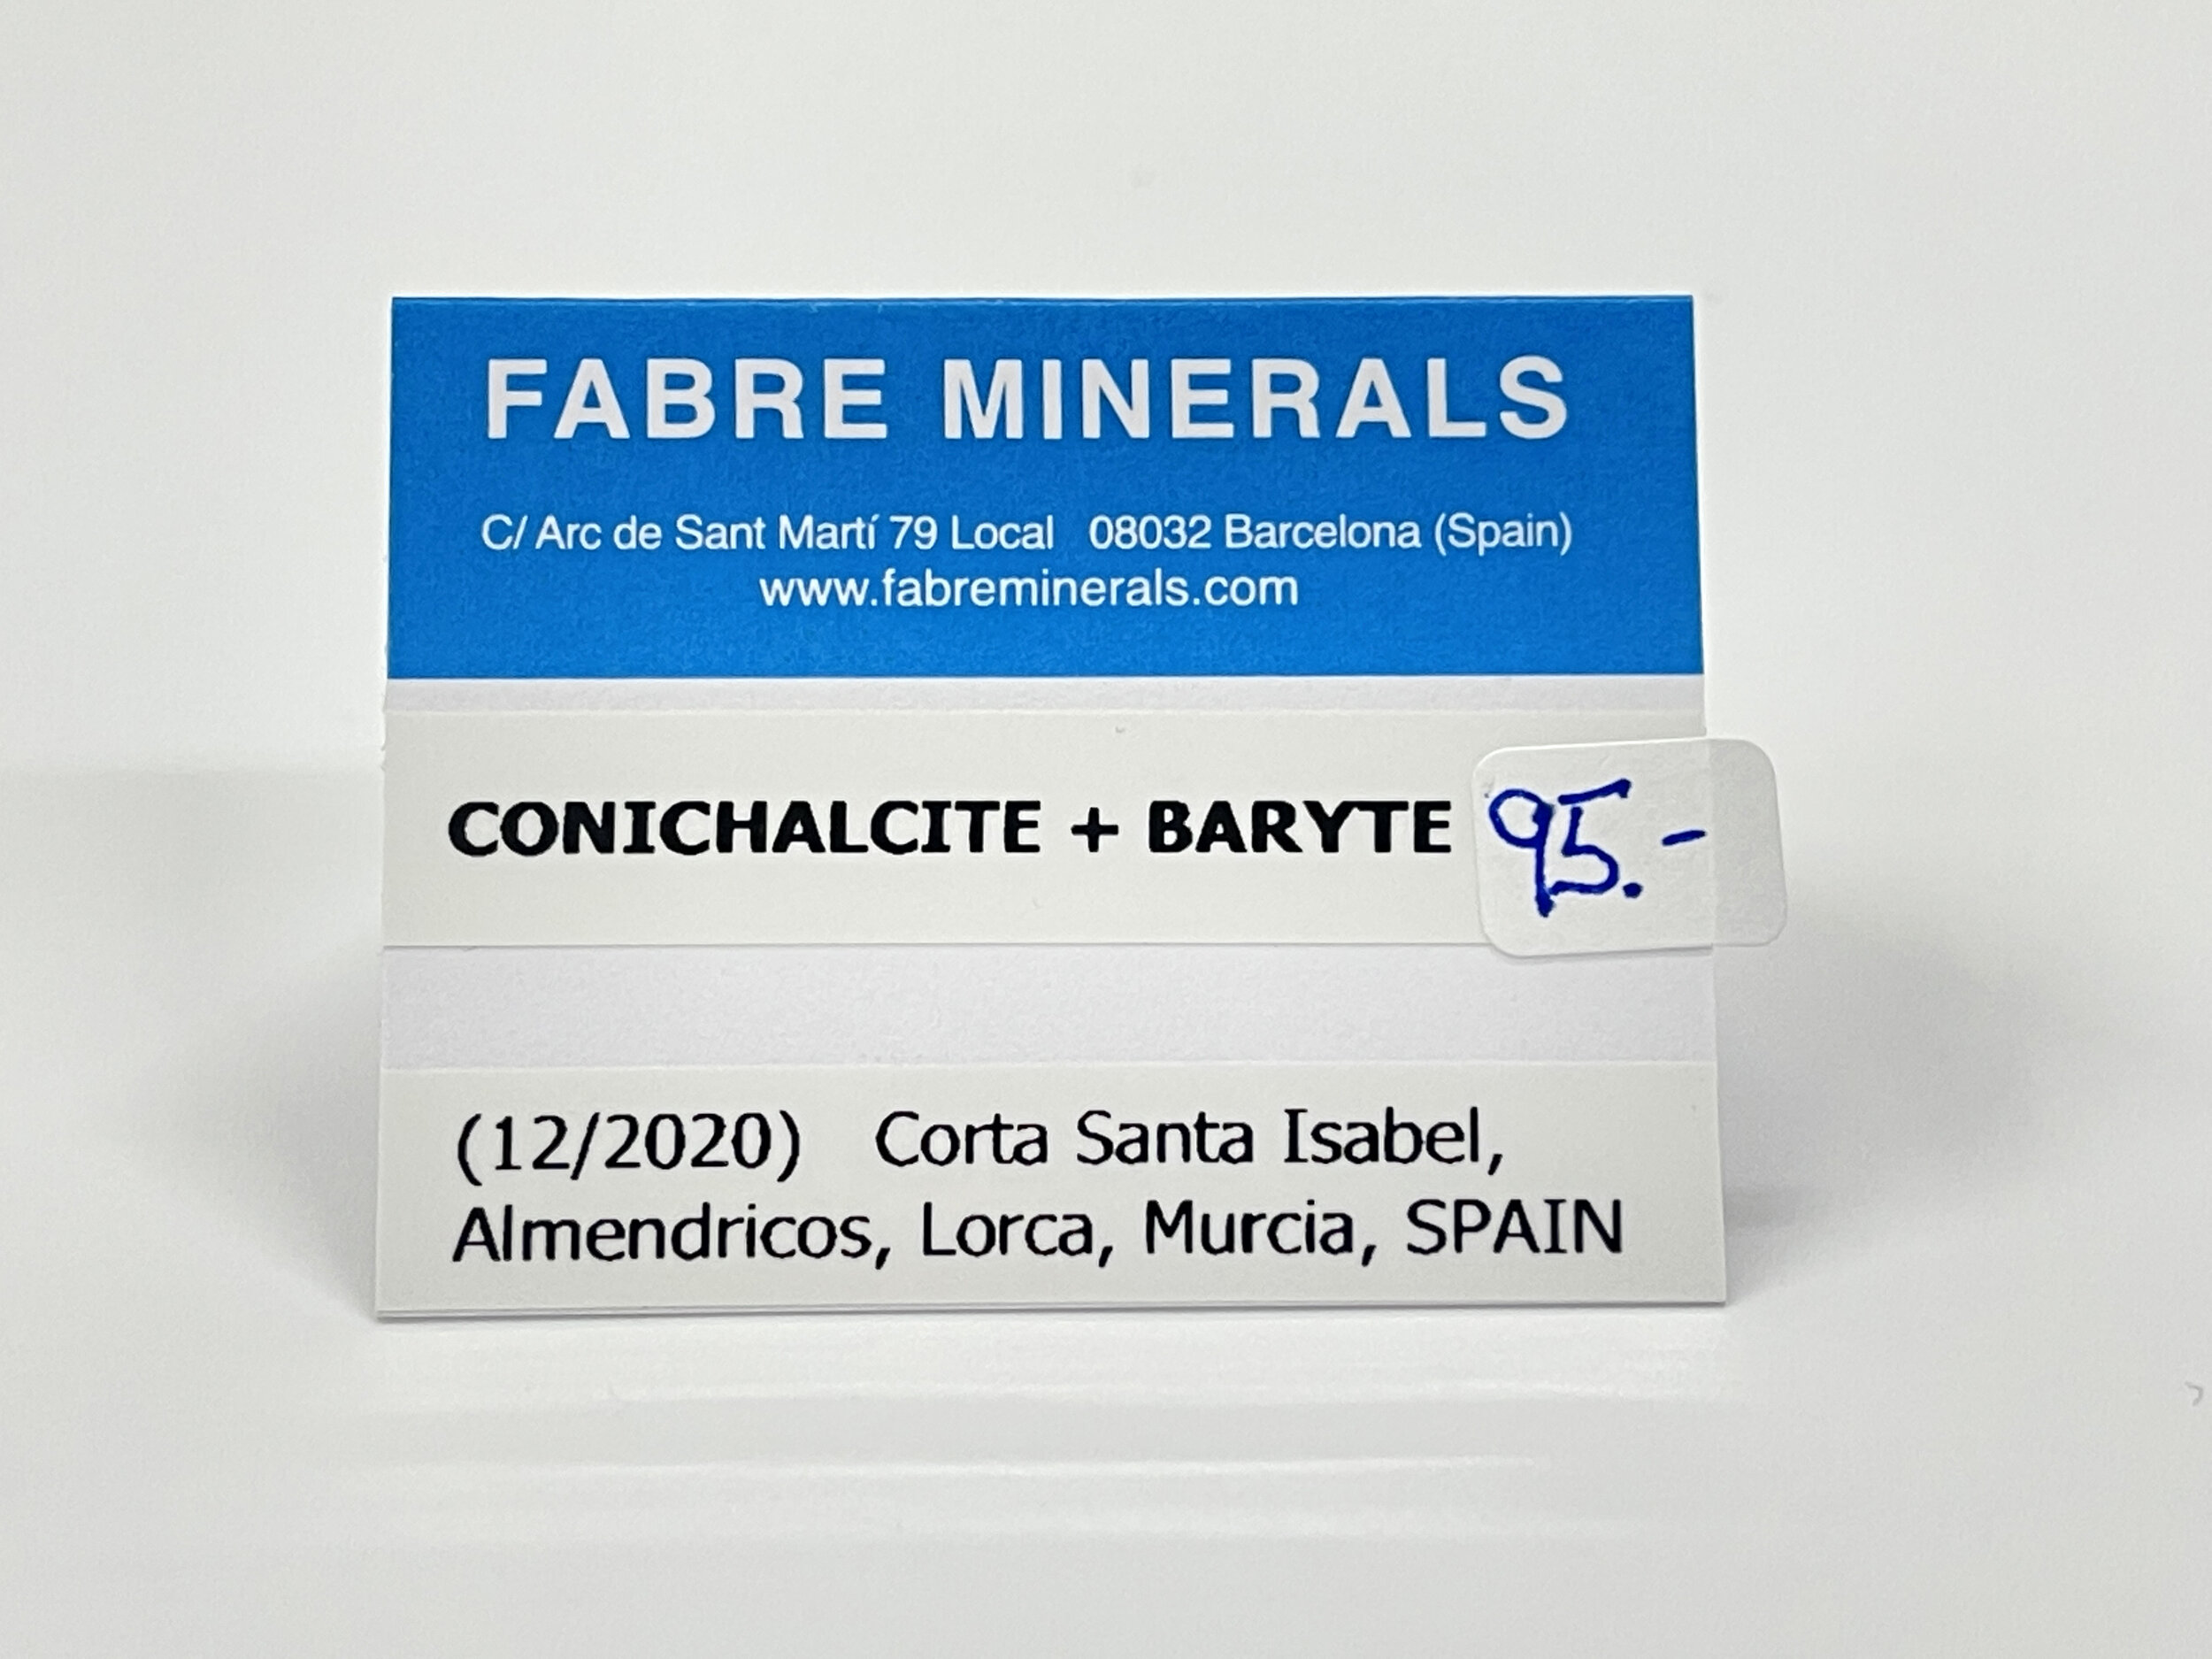 FABRE MINERALS
C/ Arc de Sant Martí 79 Local 08032 Barcelona (Spain)
www.fabreminerals.com
CONICHALCITE + BARYTE 95.-
(12/2020) Corta Santa Isabel,
Almendricos, Lorca, Murcia, SPAIN